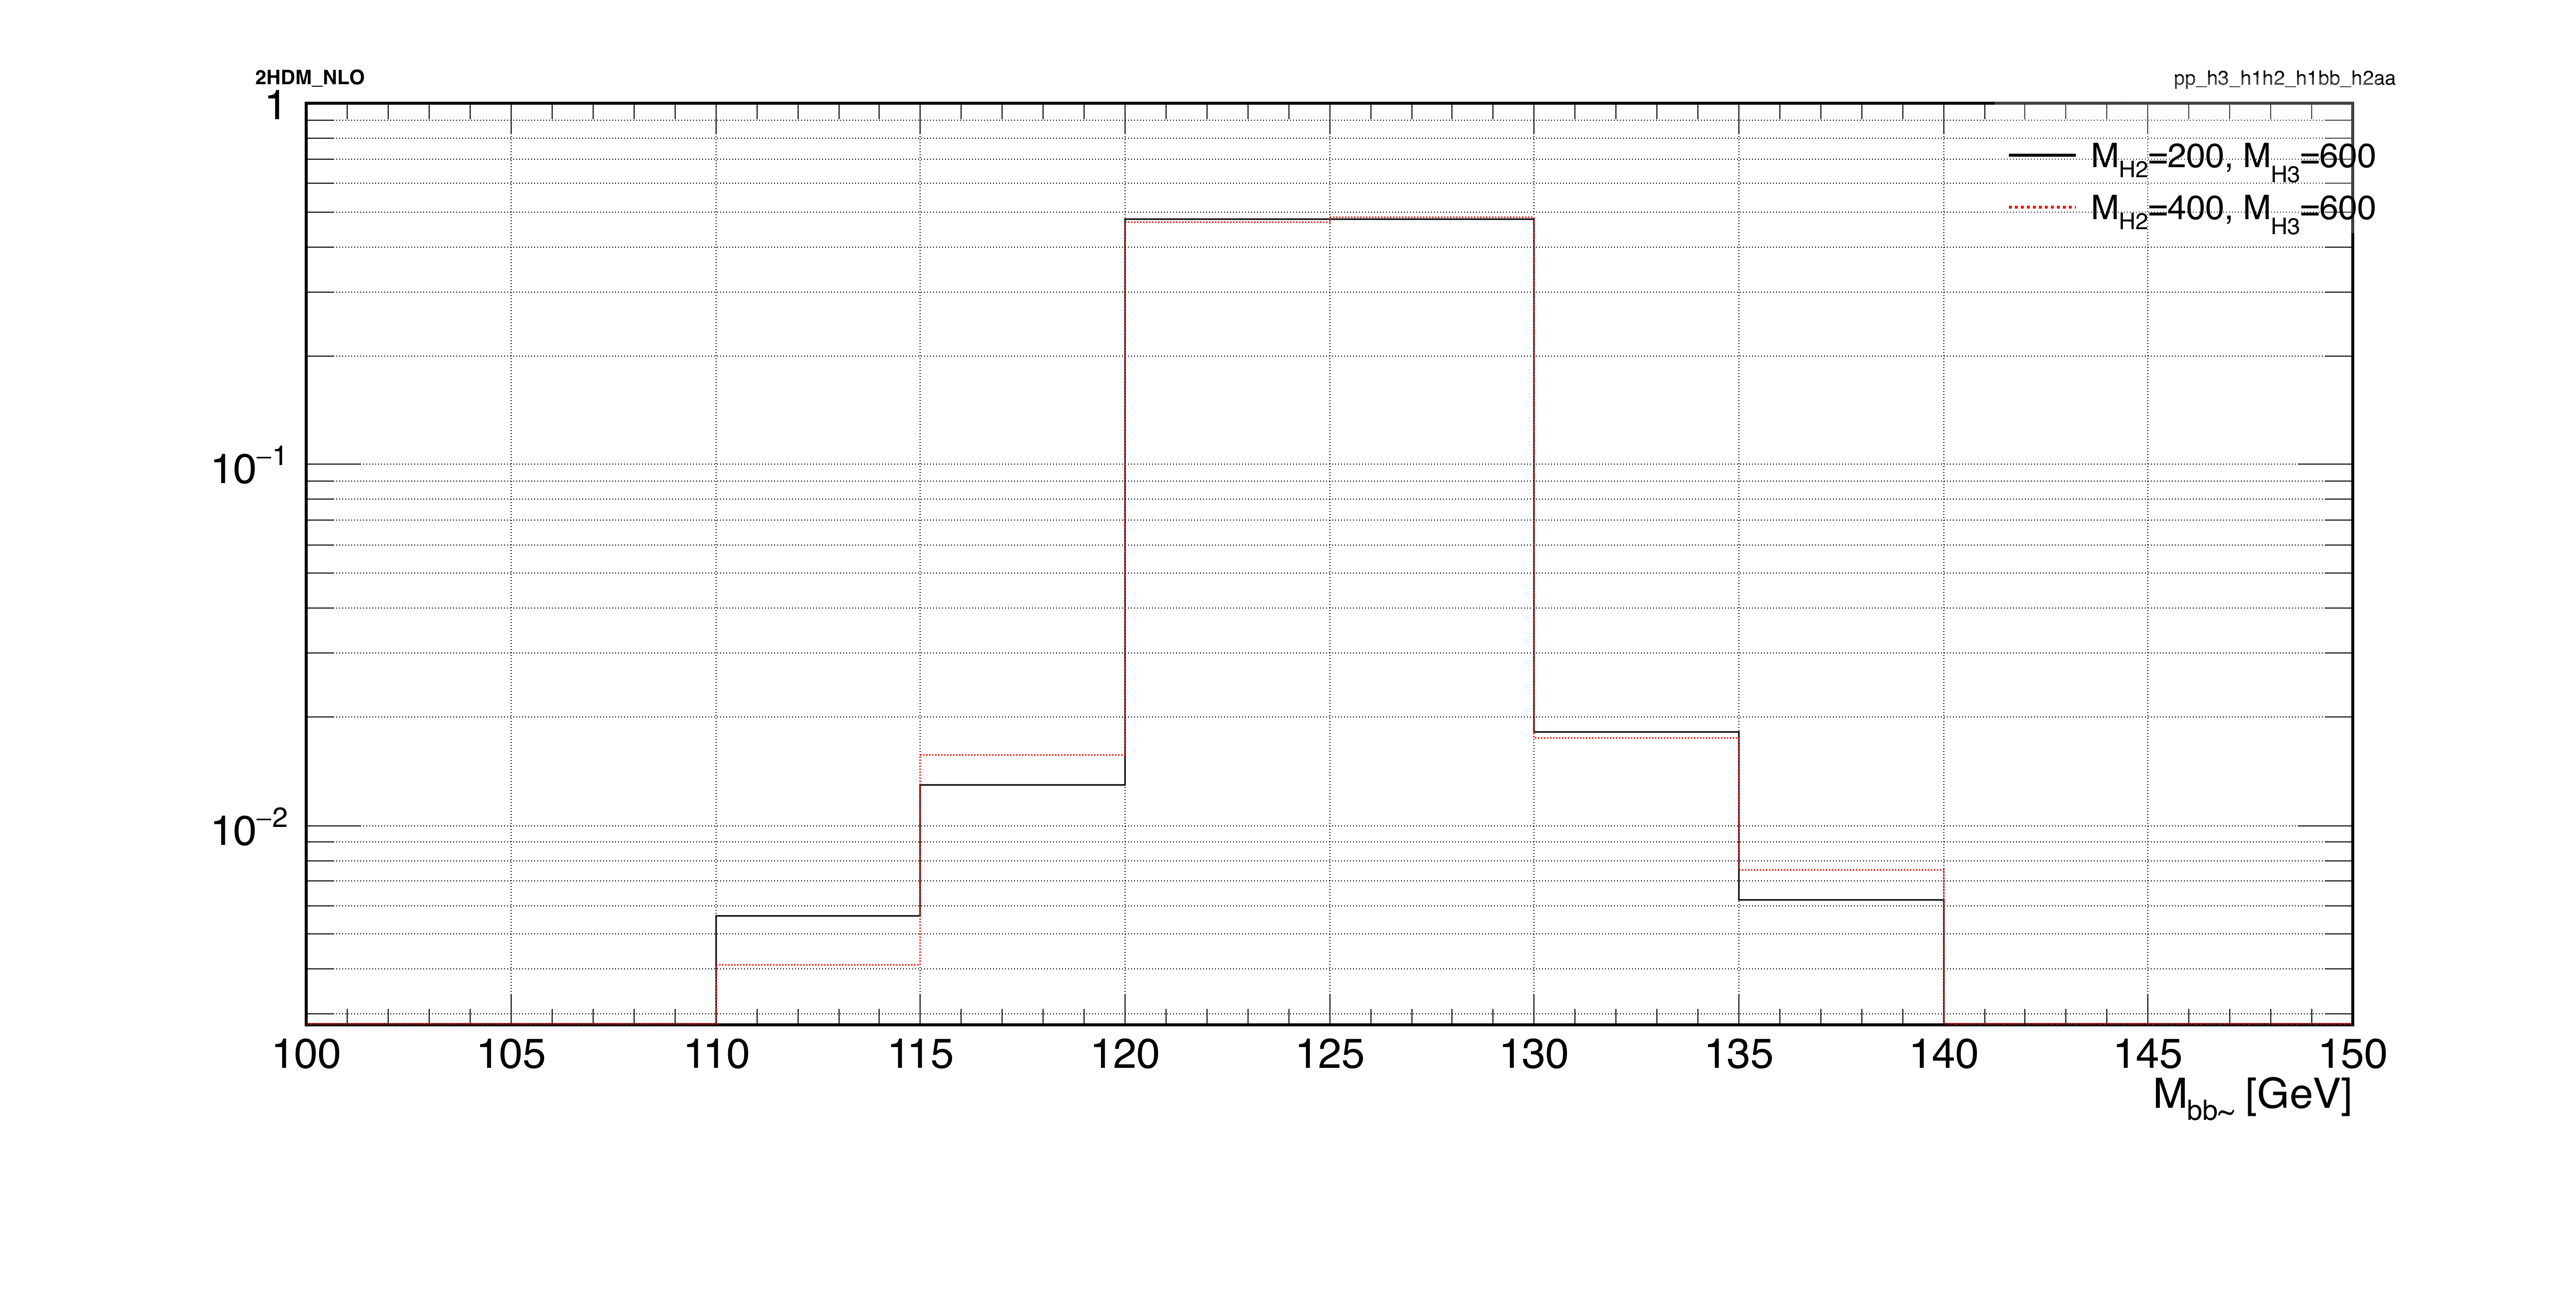 2HDM_NLO
pp_h3_h1h2_h1bb_h2aa
1
M_H2=200, M_H3=600
M_H2=400, M_H3=600
10^−1
10^−2
100 105 110 115 120 125 130 135 140 145 150
M_bb~ [GeV]